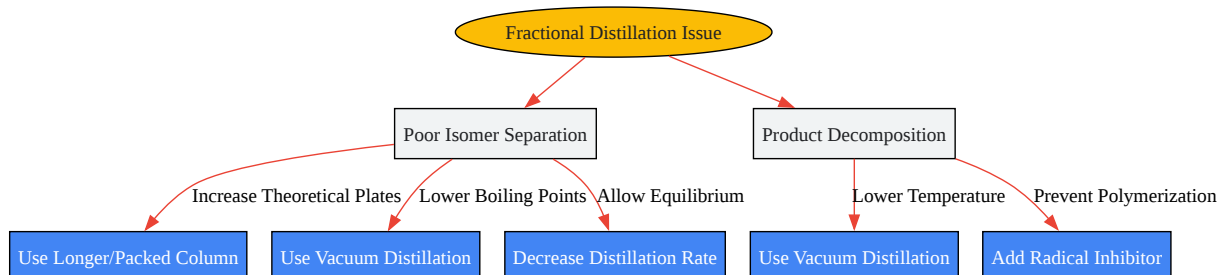 Fractional Distillation Issue
Poor Isomer Separation
Product Decomposition
Increase Theoretical Plates
Lower Boiling Points
Allow Equilibrium
Lower Temperature
Prevent Polymerization
Use Longer/Packed Column
Use Vacuum Distillation
Decrease Distillation Rate
Use Vacuum Distillation
Add Radical Inhibitor